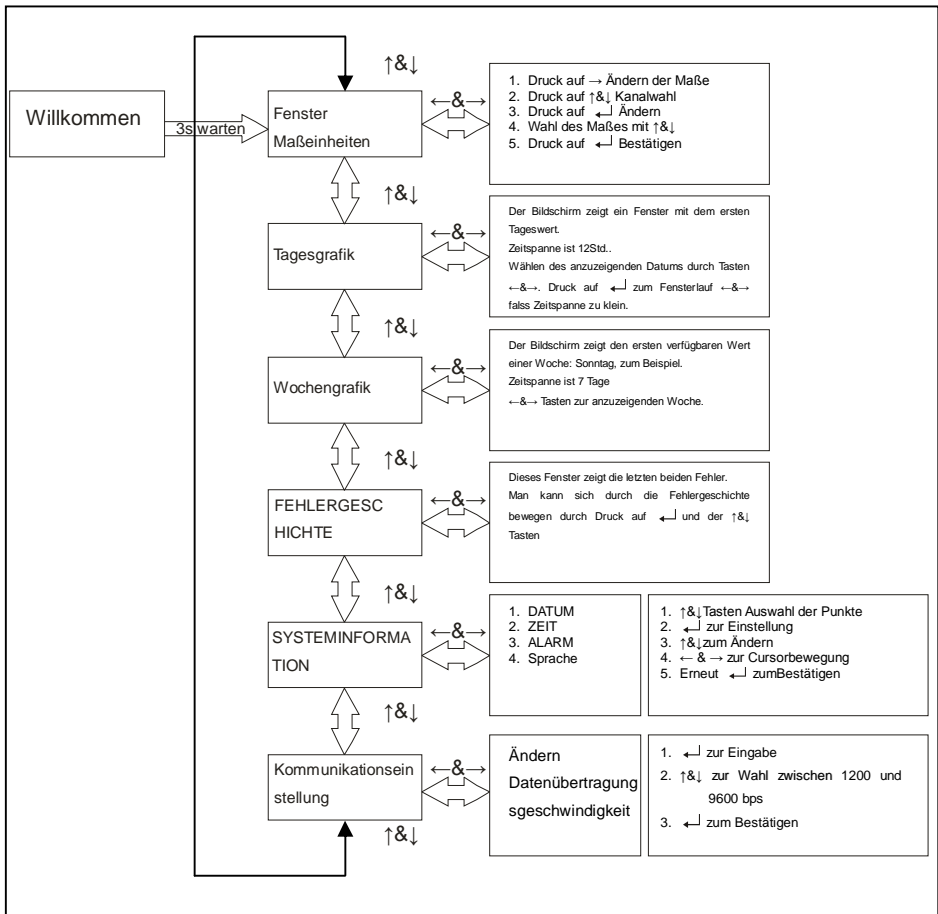 Willkommen
3s warten
↑&↓
Fenster
Maßeinheiten
←&→
1. Druck auf → Ändern der Maße
2. Druck auf ↑&↓ Kanalwahl
3. Druck auf ↵ Ändern
4. Wahl des Maßes mit ↑&↓
5. Druck auf ↵ Bestätigen
↑&↓
Tagesgrafik
←&→
Der Bildschirm zeigt ein Fenster mit dem ersten
Tageswert.
Zeitspanne ist 12Std..
Wählen des anzuzeigenden Datums durch Tasten
←&→. Druck auf ↵ zum Fensterlauf ←&→
falss Zeitspanne zu klein.
↑&↓
Wochengrafik
←&→
Der Bildschirm zeigt den ersten verfügbaren Wert
einer Woche: Sonntag, zum Beispiel.
Zeitspanne ist 7 Tage
←&→ Tasten zur anzuzeigenden Woche.
↑&↓
FEHLERGESC
HICHTE
←&→
Dieses Fenster zeigt die letzten beiden Fehler.
Man kann sich durch die Fehlergeschichte
bewegen durch Druck auf ↵ und der ↑&↓
Tasten
↑&↓
SYSTEMINFORMA
TION
←&→
1. DATUM
2. ZEIT
3. ALARM
4. Sprache
1. ↑&↓Tasten Auswahl der Punkte
2. ↵ zur Einstellung
3. ↑&↓zum Ändern
4. ← & → zur Cursorbewegung
5. Erneut ↵ zumBestätigen
↑&↓
Kommunikationsein
stellung
←&→
Ändern
Datenübertragung
sgeschwindigkeit
1. ↵ zur Eingabe
2. ↑&↓ zur Wahl zwischen 1200 und
9600 bps
3. ↵ zum Bestätigen
↑&↓